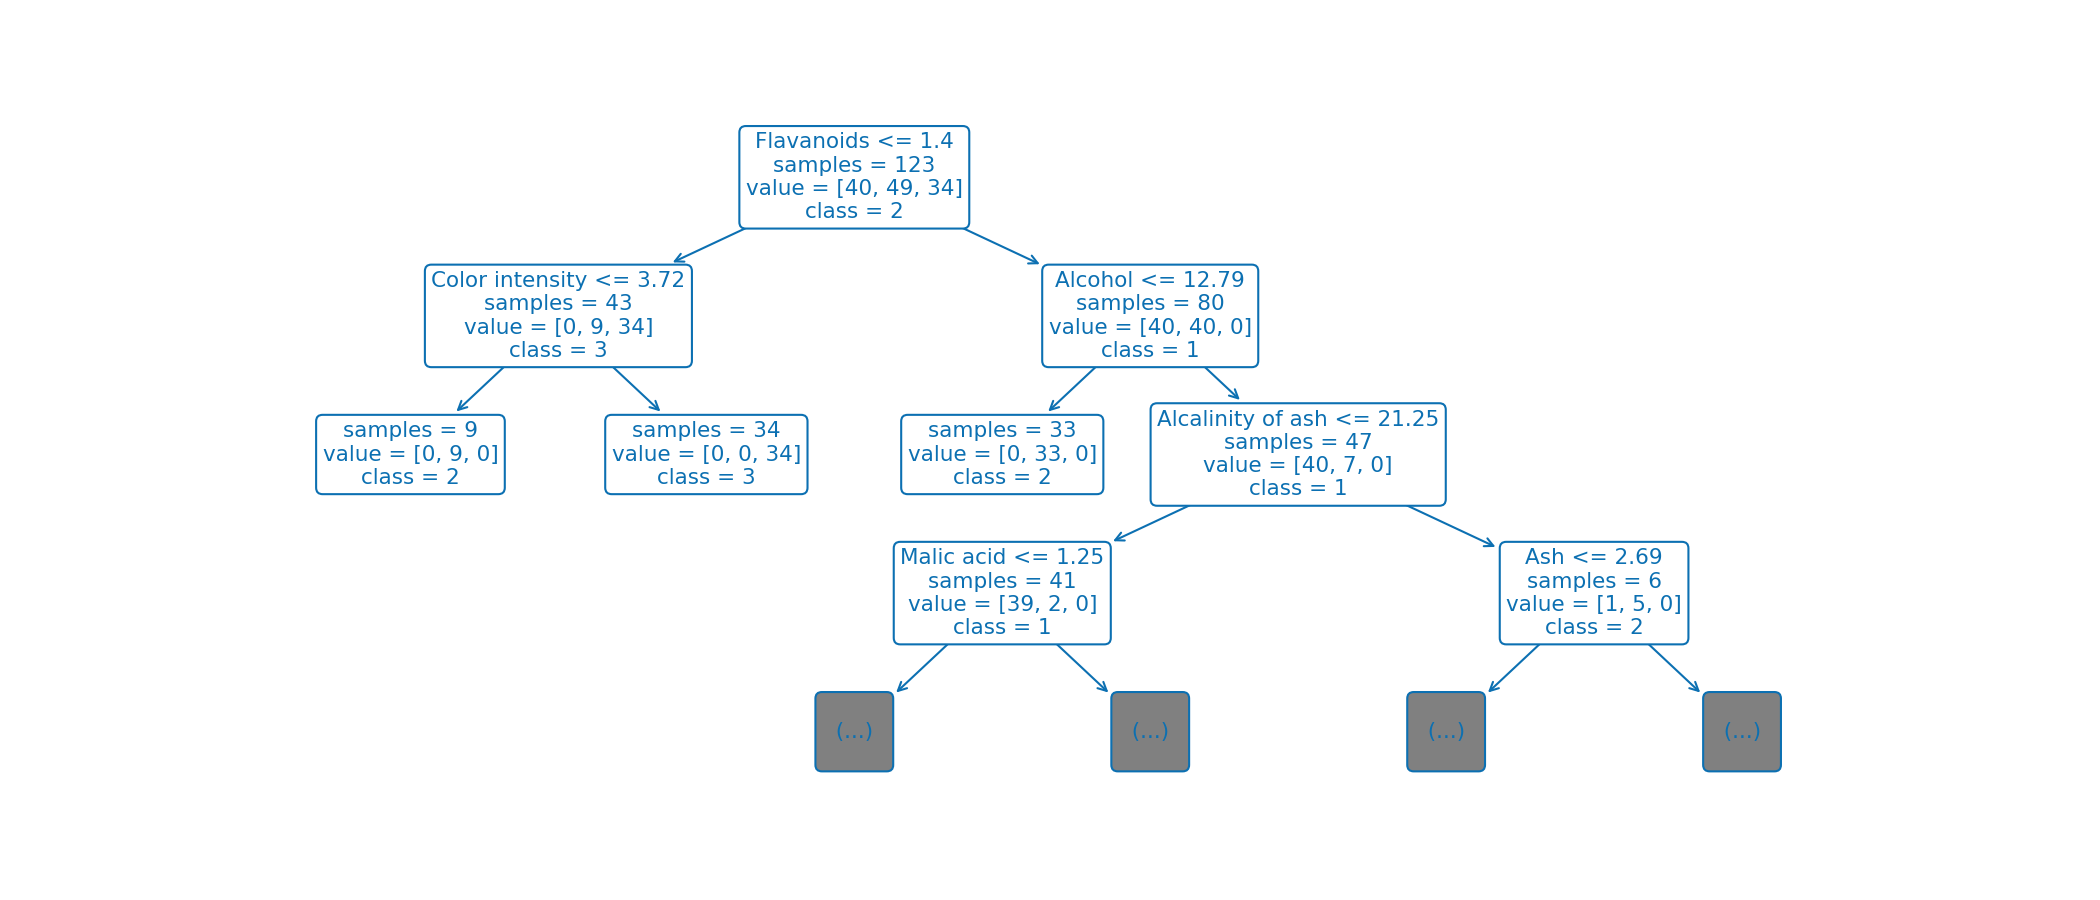 Flavanoids <= 1.4
samples = 123
value = [40, 49, 34]
class = 2
Color intensity <= 3.72
samples = 43
value = [0, 9, 34]
class = 3
Alcohol <= 12.79
samples = 80
value = [40, 40, 0]
class = 1
samples = 9
value = [0, 9, 0]
class = 2
samples = 34
value = [0, 0, 34]
class = 3
samples = 33
value = [0, 33, 0]
class = 2
Alcalinity of ash <= 21.25
samples = 47
value = [40, 7, 0]
class = 1
Malic acid <= 1.25
samples = 41
value = [39, 2, 0]
class = 1
Ash <= 2.69
samples = 6
value = [1, 5, 0]
class = 2
(...)
(...)
(...)
(...)